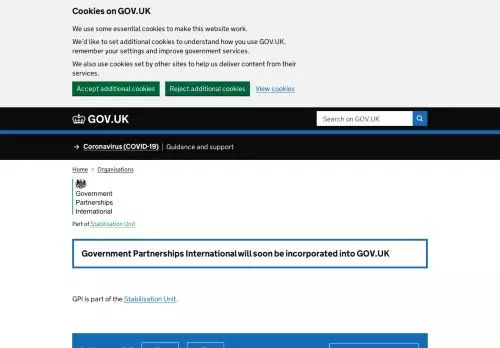 Cookies on GOV.UK
We use some essential cookies to make this website work.
We'd like to set additional cookies to understand how you use GOV.UK,
remember your settings and improve government services.
We also use cookies set by other sites to help us deliver content from their
services.
Accept additional cookies
Reject additional cookies
View cookies
GOV.UK
Search on GOV.UK
→ Coronavirus (COVID-19) | Guidance and support
Home > Organisations
Government
Partnerships
International
Part of Stabilisation Unit
Government Partnerships International will soon be incorporated into GOV.UK
GPI is part of the Stabilisation Unit.